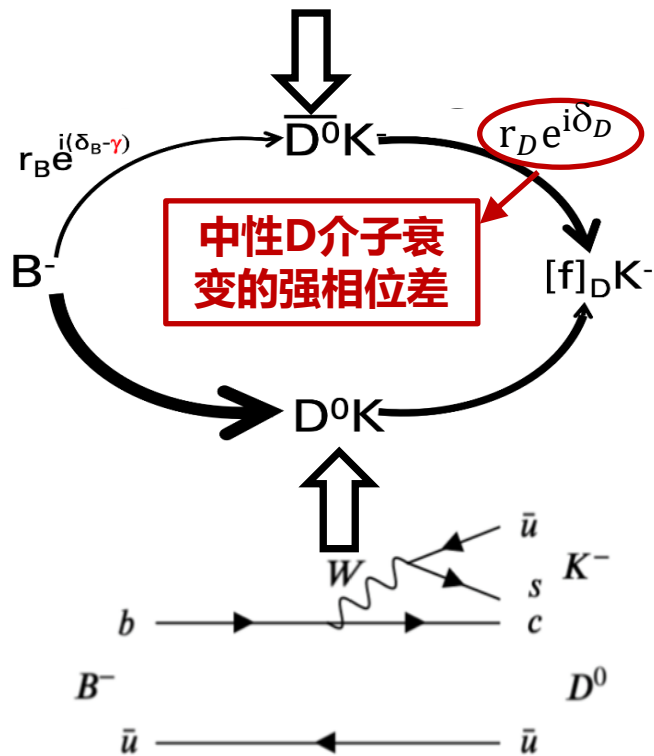 r_B e^{i(δ_B-γ)}
D̅⁰K⁻
r_D e^{iδ_D}
中性D介子衰
变的强相位差
B⁻
[f]_D K⁻
D⁰K
W
ū
K⁻
s
b
c
B⁻
D⁰
ū
ū